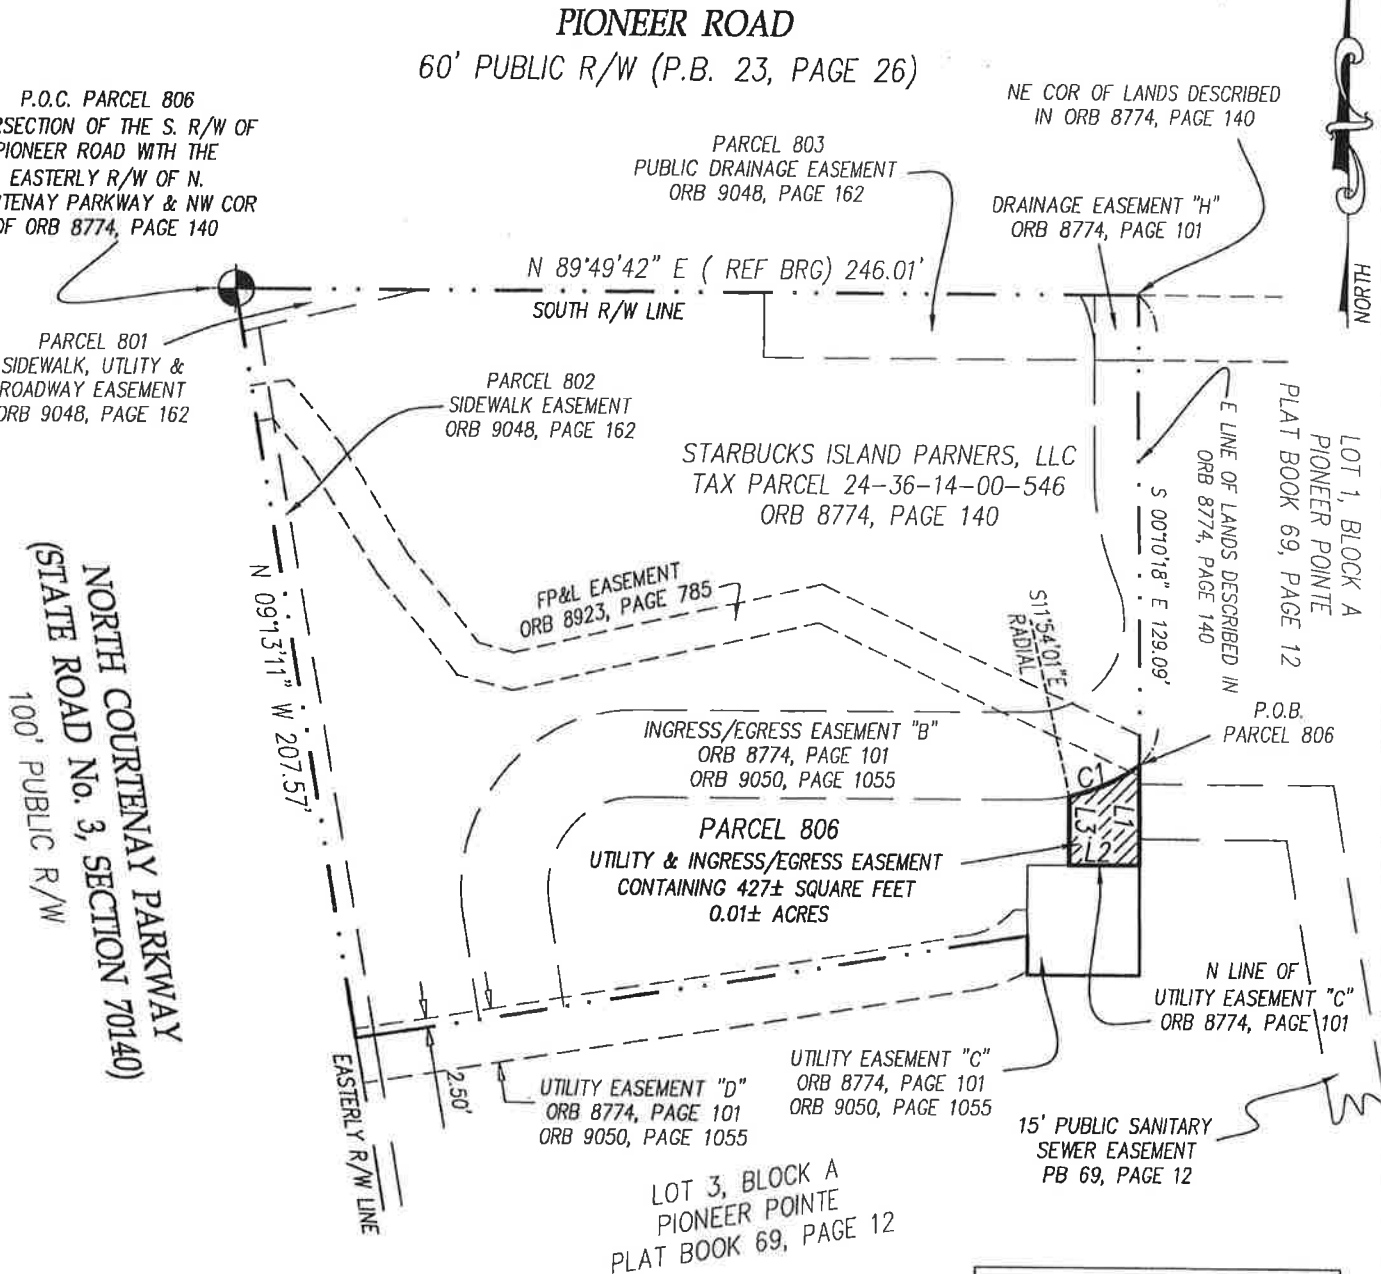 PIONEER ROAD
60' PUBLIC R/W (P.B. 23, PAGE 26)
P.O.C. PARCEL 806
RSECTION OF THE S. R/W OF
PIONEER ROAD WITH THE
EASTERLY R/W OF N.
RTENAY PARKWAY & NW COR
OF ORB 8774, PAGE 140
NE COR OF LANDS DESCRIBED
IN ORB 8774, PAGE 140
NORTH
PARCEL 803
PUBLIC DRAINAGE EASEMENT
ORB 9048, PAGE 162
DRAINAGE EASEMENT "H"
ORB 8774, PAGE 101
N 89°49'42" E ( REF BRG) 246.01'
SOUTH R/W LINE
PARCEL 801
SIDEWALK, UTLITY &
ROADWAY EASEMENT
ORB 9048, PAGE 162
PARCEL 802
SIDEWALK EASEMENT
ORB 9048, PAGE 162
STARBUCKS ISLAND PARNERS, LLC
TAX PARCEL 24-36-14-00-546
ORB 8774, PAGE 140
E LINE OF LANDS DESCRIBED IN
ORB 8774, PAGE 140
LOT 1, BLOCK A
PIONEER POINTE
PLAT BOOK 69, PAGE 12
S 00°10'18" E 129.09'
FP&L EASEMENT
ORB 8923, PAGE 785
S11°54'01"E
RADIAL
N 09°13'11" W 207.57'
NORTH COURTENAY PARKWAY
(STATE ROAD No. 3, SECTION 70140)
100' PUBLIC R/W
P.O.B.
PARCEL 806
INGRESS/EGRESS EASEMENT "B"
ORB 8774, PAGE 101
ORB 9050, PAGE 1055
C1
L1
L3
L2
PARCEL 806
UTILITY & INGRESS/EGRESS EASEMENT
CONTAINING 427± SQUARE FEET
0.01± ACRES
N LINE OF
UTILITY EASEMENT "C"
ORB 8774, PAGE 101
UTILITY EASEMENT "C"
ORB 8774, PAGE 101
ORB 9050, PAGE 1055
2.50'
UTILITY EASEMENT "D"
ORB 8774, PAGE 101
ORB 9050, PAGE 1055
EASTERLY R/W LINE
15' PUBLIC SANITARY
SEWER EASEMENT
PB 69, PAGE 12
LOT 3, BLOCK A
PIONEER POINTE
PLAT BOOK 69, PAGE 12